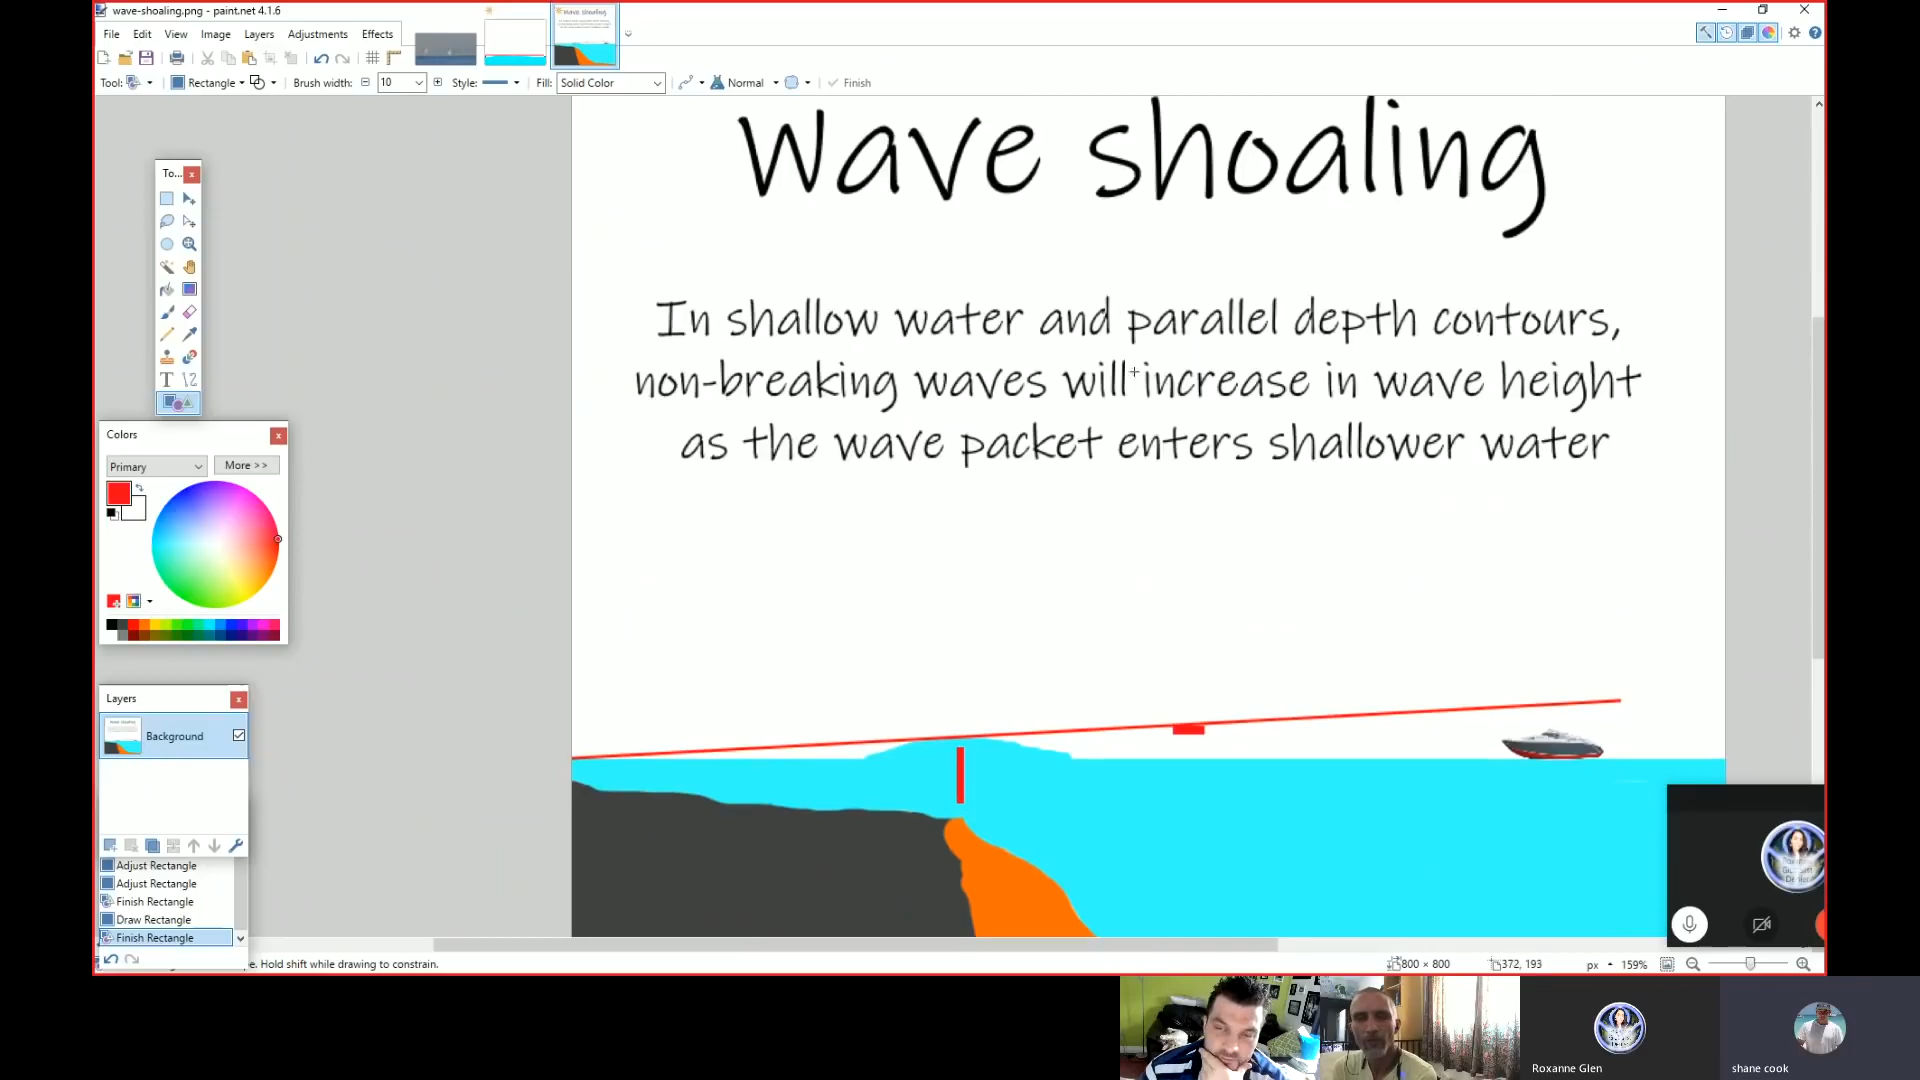 wave-shoaling.png - paint.net 4.1.6
File Edit View Image Layers Adjustments Effects
Tool: Rectangle Brush width: 10 Style: Fill: Solid Color Normal Finish
Wave shoaling
In shallow water and parallel depth contours,
non-breaking waves will increase in wave height
as the wave packet enters shallower water
To...
Colors
Primary More >>
Layers
Background
Adjust Rectangle
Adjust Rectangle
Finish Rectangle
Draw Rectangle
Finish Rectangle
Hold shift while drawing to constrain.
800 × 800 372, 193 px 159%
Roxanne Glen
shane cook